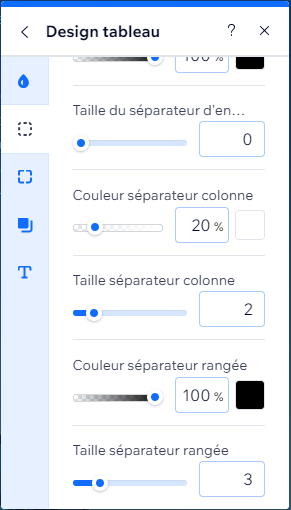 Design tableau ?
100 %
Taille du séparateur d'en...
0
Couleur séparateur colonne
20 %
Taille séparateur colonne
2
Couleur séparateur rangée
100 %
Taille séparateur rangée
3
T